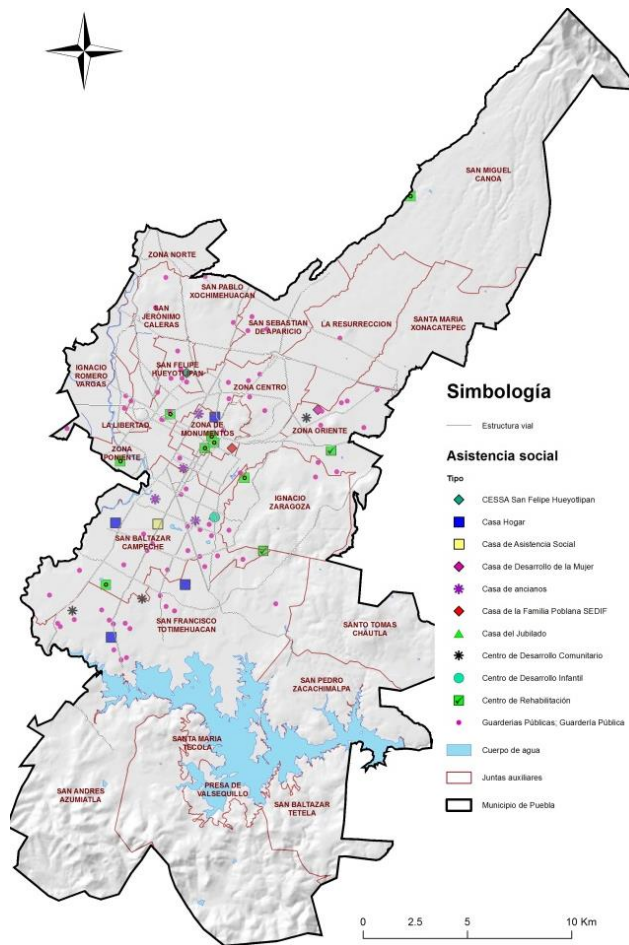 SAN MIGUEL
CANOA
ZONA NORTE
SAN PABLO
XOCHIMEHUACAN
SAN
JERÓNIMO
CALERAS
SAN SEBASTIAN
DE APARICIO
LA RESURRECCION
SANTA MARIA
XONACATEPEC
IGNACIO
ROMERO
VARGAS
SAN FELIPE
HUEYOTLIPAN
ZONA CENTRO
LA LIBERTAD
ZONA DE
MONUMENTOS
ZONA ORIENTE
ZONA
PONIENTE
IGNACIO
ZARAGOZA
SAN BALTAZAR
CAMPECHE
SAN FRANCISCO
TOTIMEHUACAN
SANTO TOMAS
CHAUTLA
SAN PEDRO
ZACACHIMALPA
SANTA MARIA
TECOLA
SAN ANDRES
AZUMIATLA
PRESA DE
VALSEQUILLO
SAN BALTAZAR
TETELA
Simbología
Estructura vial
Asistencia social
Tipo
CESSA San Felipe Hueyotlipan
Casa Hogar
Casa de Asistencia Social
Casa de Desarrollo de la Mujer
Casa de ancianos
Casa de la Familia Poblana SEDIF
Casa del Jubilado
Centro de Desarrollo Comunitario
Centro de Desarrollo Infantil
Centro de Rehabilitación
Guarderias Públicas; Guardería Pública
Cuerpo de agua
Juntas auxiliares
Municipio de Puebla
0 2.5 5 10 Km